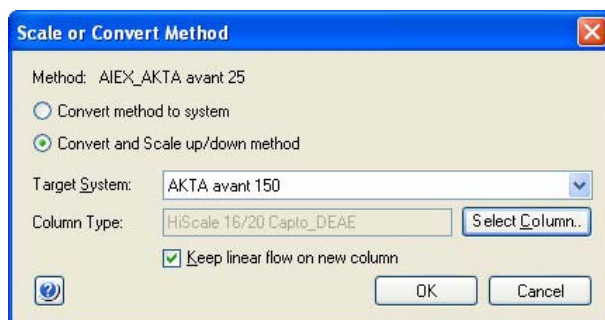 Scale or Convert Method
Method: AIEX_AKTA avant 25
Convert method to system
Convert and Scale up/down method
Target System: AKTA avant 150
Column Type: HiScale 16/20 Capto_DEAE Select Column..
Keep linear flow on new column
OK Cancel